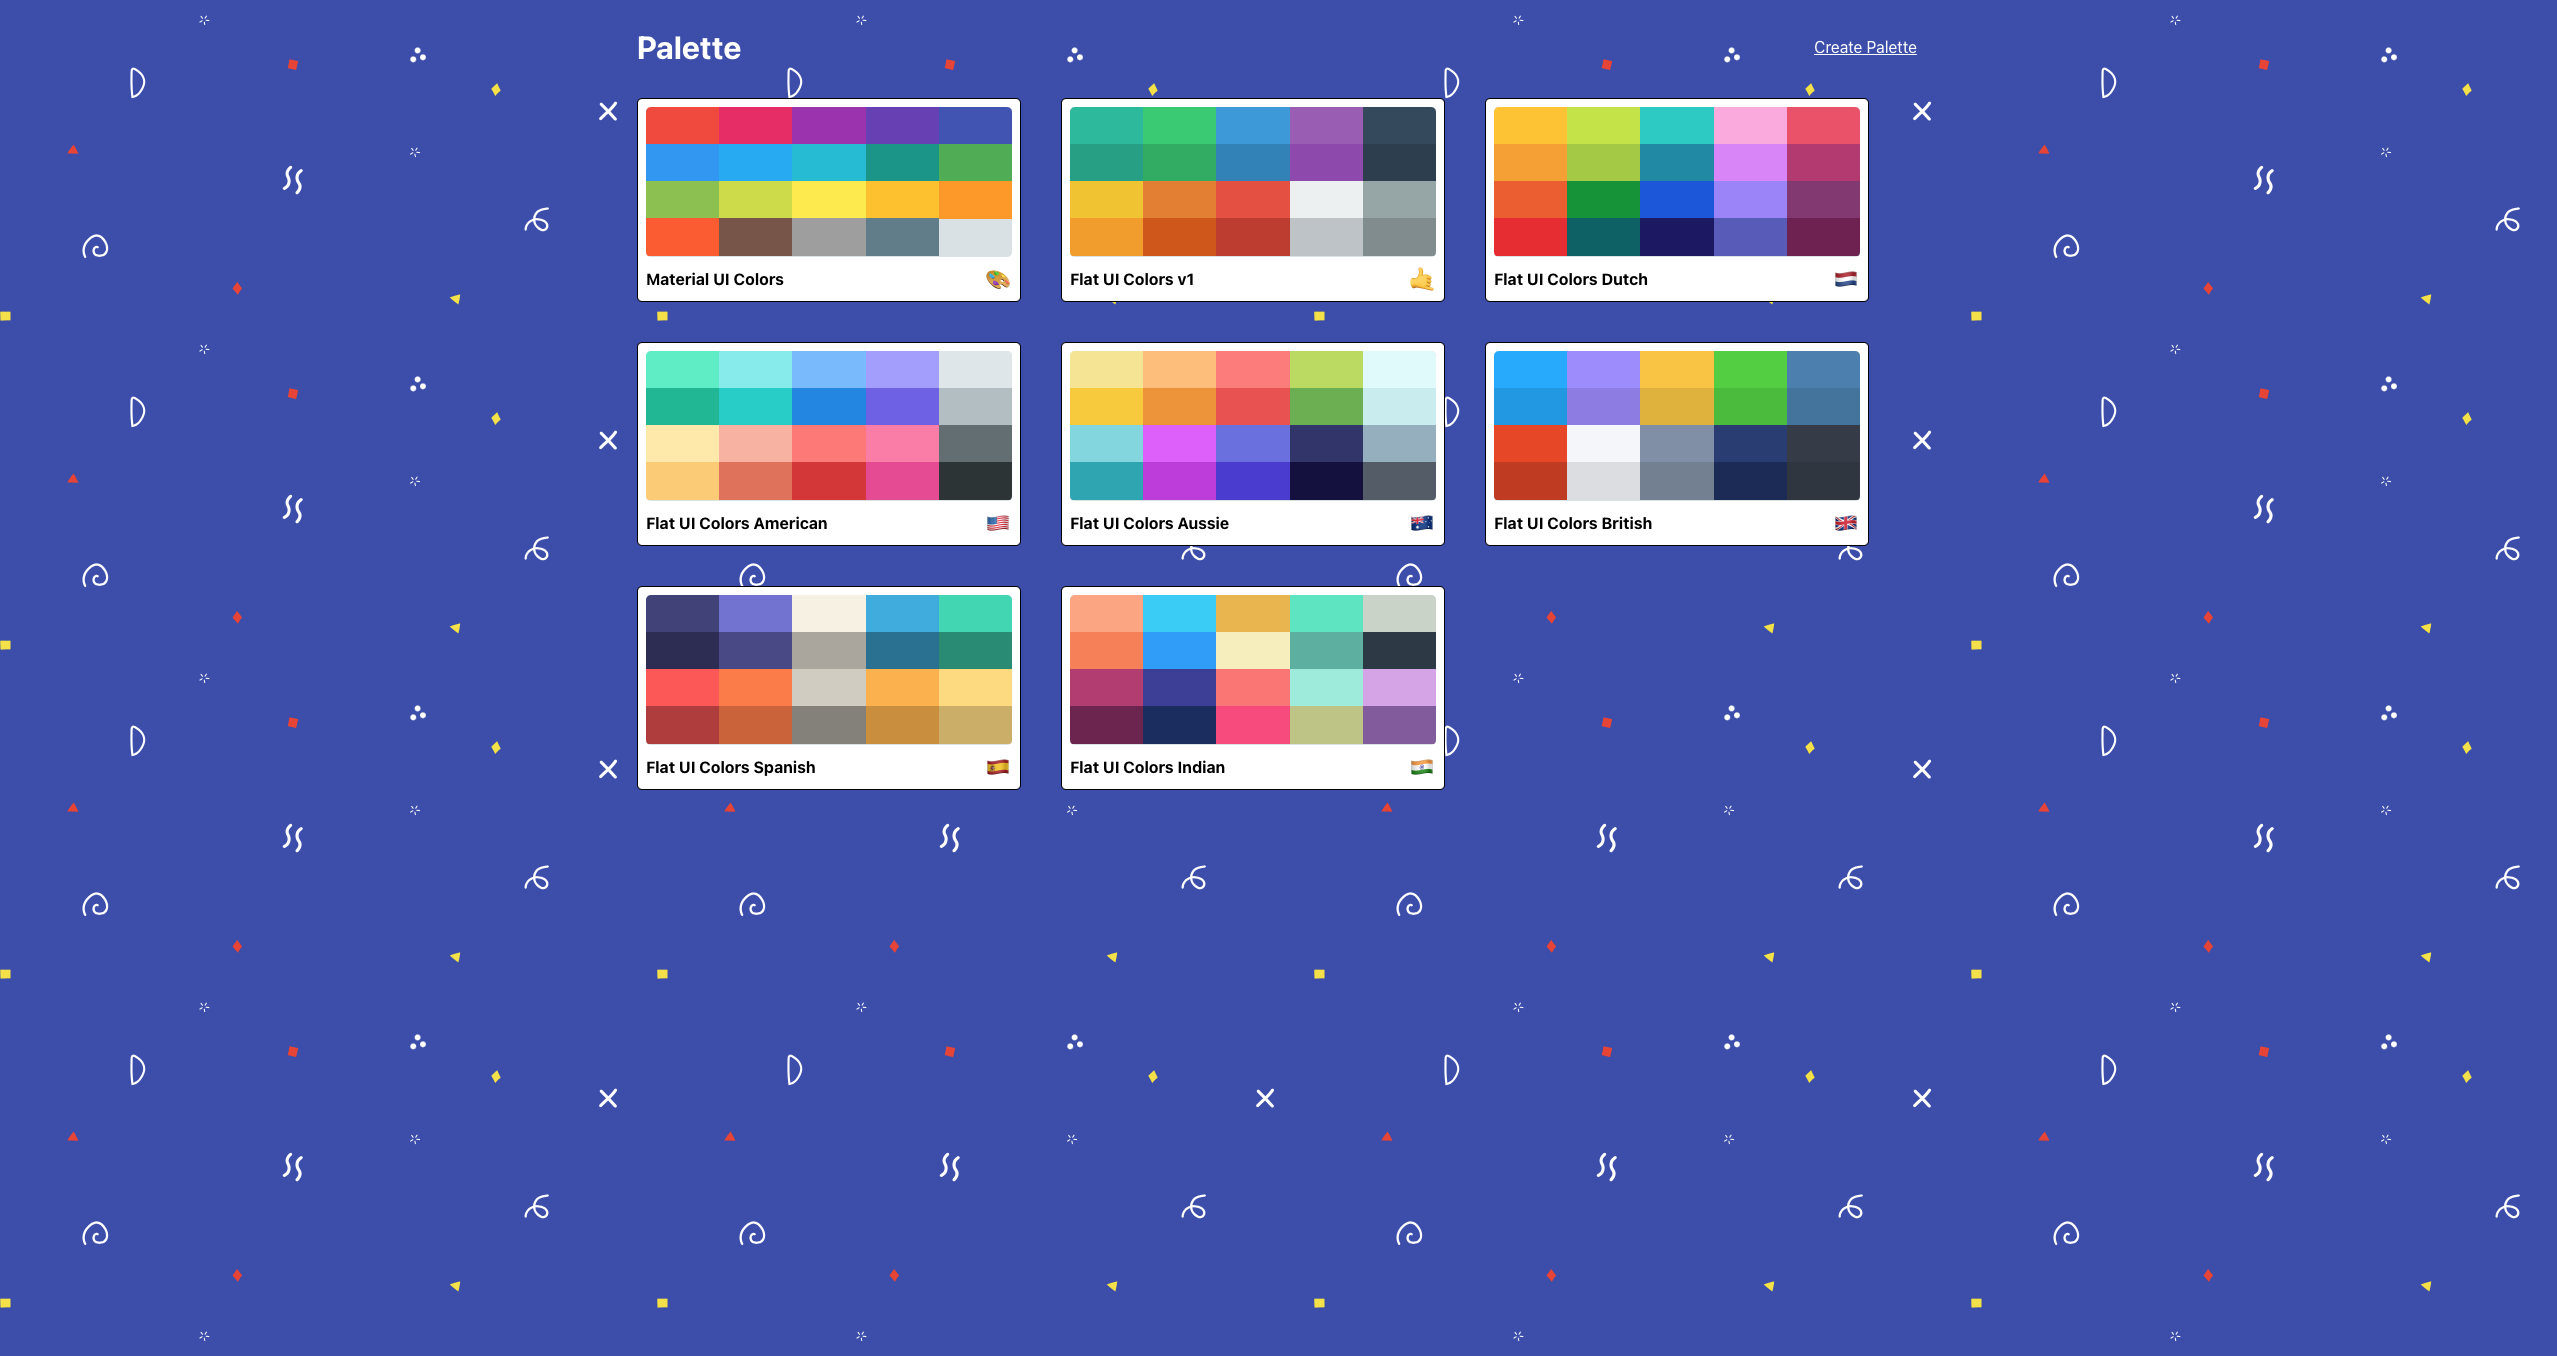 Palette
Create Palette
Material UI Colors
Flat UI Colors v1
Flat UI Colors Dutch
Flat UI Colors American
Flat UI Colors Aussie
Flat UI Colors British
Flat UI Colors Spanish
Flat UI Colors Indian